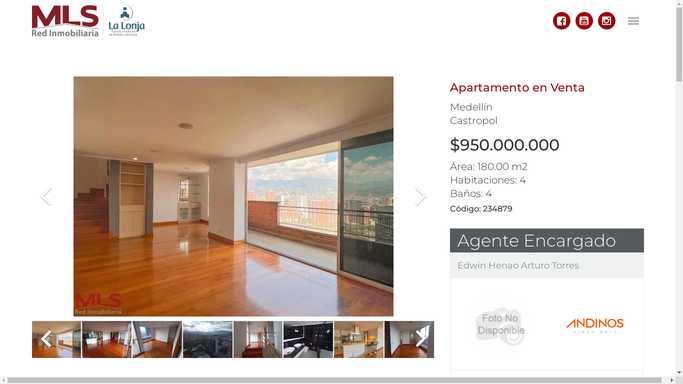 MLS
Red Inmobiliaria
La Lonja
Apartamento en Venta
Medellín
Castropol
$950.000.000
Área: 180.00 m2
Habitaciones: 4
Baños: 4
Código: 234879
Agente Encargado
Edwin Henao Arturo Torres
MLS
Red Inmobiliaria
Foto No
Disponible
ANDINOS